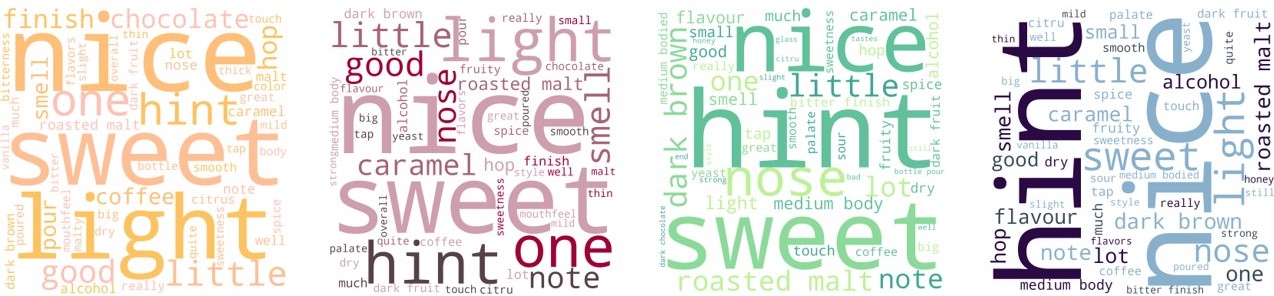 finish chocolate touch
nice
bitterness
thin
lot
nose
flavors
slight
overall
hop
smell
dark
thick
malt
color
much
one hint
great
caramel
roasted malt
mild
sweet
vanilla
bitter
bottle
smooth
tap
body
coffee
note
citrus
light
pour
big
dry
mouthfeel
malty
dark brown
poured
quite
sweetness
spice
well
good
little
alcohol
really
dark brown
really
small
little
pour
light
bitter
good
fruity
chocolate
flavour
nose
roasted malt
medium body
strong
nice
big
alcohol
flavors
great
poured
smell
tap
yeast
spice
smooth
caramel
hop
finish
style
well
malt
sweet
thin
overall
sweetness
mouthfeel
mild
quite
coffee
one
palate
hint
dry
much
lot
note
dark fruit
touch
citru
flavour
much
caramel
small
nice
glass
tastes
honey
good
citru
hop
sweetness
alcohol
medium bodied
really
one
slight
little
spice
smell
bitter finish
dark brown
hint
tap
great
smooth
palate
sour
fruity
dark fruit
yeast
strong
nose
bad
lot
bottle pour
dry
light
medium body
sweet
well
dark chocolate
touch
coffee
big
roasted malt
note
mild
palate
dark fruit
citru
small
thin
well
smooth
yeast
quite
hint
little
alcohol
big
nice
spice
touch
roasted malt
smell
caramel
light
fruity
vanilla
sweetness
good
dry
sweet
sour
medium bodied
honey
tap
style
really
still
slight
much
flavour
dark brown
hop
note
lot
flavors
strong
nose
coffee
poured
one
medium body
bitter finish
great